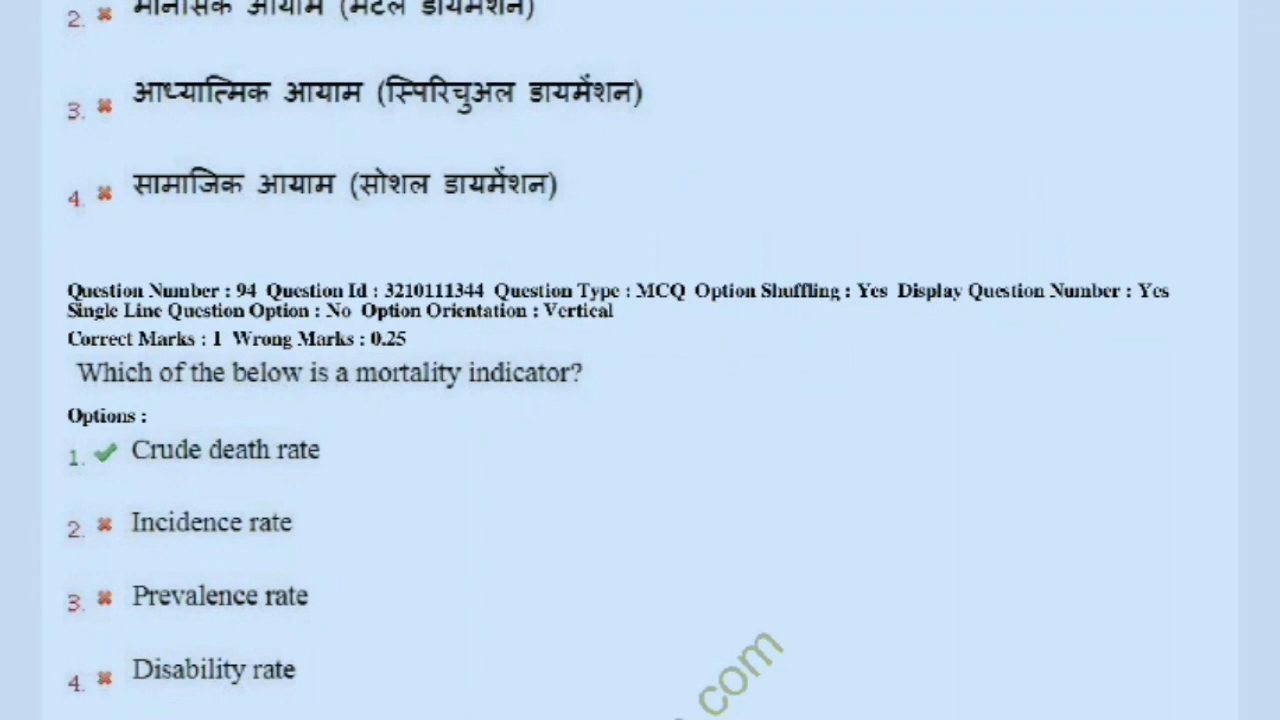 2. मानसिक आयाम (मेंटल डायमेंशन)
3. आध्यात्मिक आयाम (स्पिरिचुअल डायमेंशन)
4. सामाजिक आयाम (सोशल डायमेंशन)
Question Number : 94 Question Id : 3210111344 Question Type : MCQ Option Shuffling : Yes Display Question Number : Yes
Single Line Question Option : No Option Orientation : Vertical
Correct Marks : 1 Wrong Marks : 0.25
Which of the below is a mortality indicator?
Options :
1. Crude death rate
2. Incidence rate
3. Prevalence rate
4. Disability rate
com